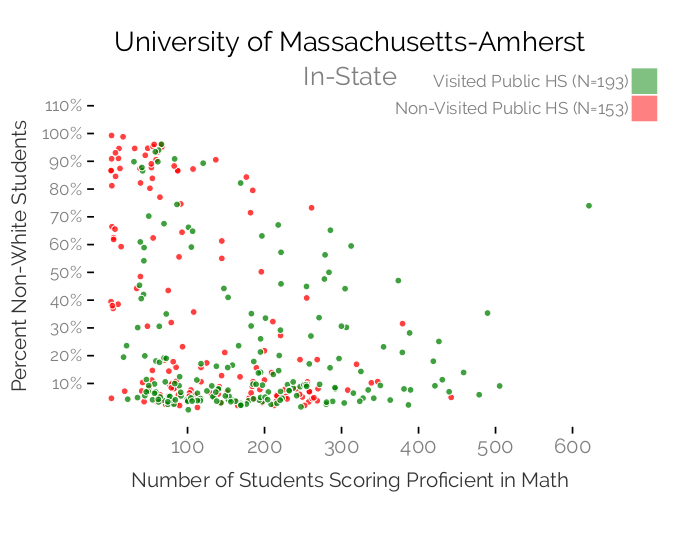 University of Massachusetts-Amherst
In-State
Visited Public HS (N=193)
Non-Visited Public HS (N=153)
Percent Non-White Students
110%
100%
90%
80%
70%
60%
50%
40%
30%
20%
10%
100 200 300 400 500 600
Number of Students Scoring Proficient in Math